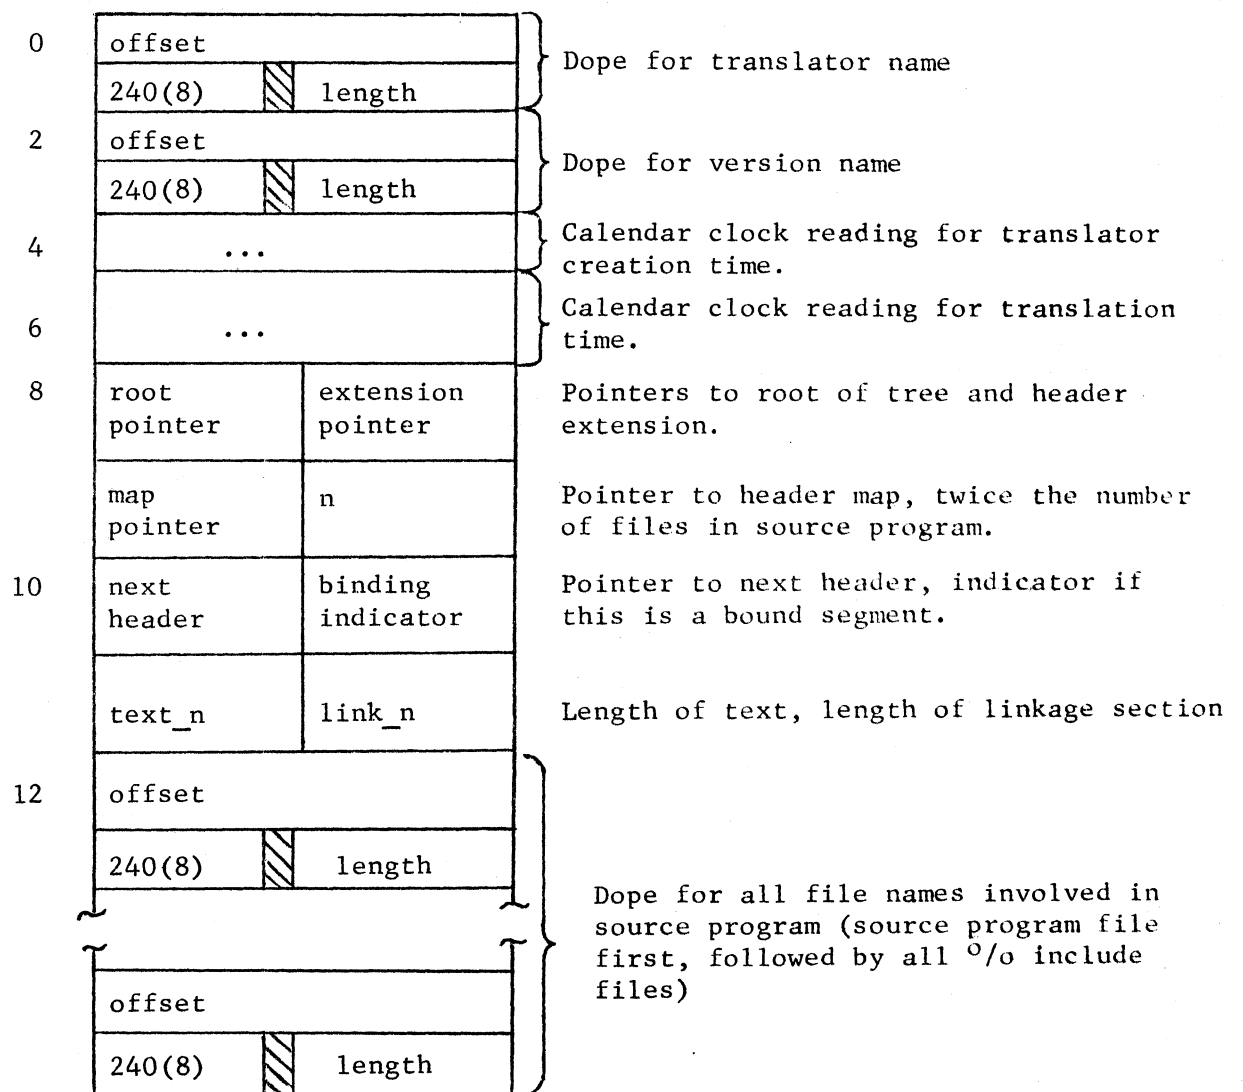 0
offset
240(8) length
Dope for translator name
2
offset
240(8) length
Dope for version name
4
...
Calendar clock reading for translator
creation time.
6
...
Calendar clock reading for translation
time.
8
root
pointer
extension
pointer
Pointers to root of tree and header
extension.
map
pointer
n
Pointer to header map, twice the number
of files in source program.
10
next
header
binding
indicator
Pointer to next header, indicator if
this is a bound segment.
text_n
link_n
Length of text, length of linkage section
12
offset
240(8) length
Dope for all file names involved in
source program (source program file
first, followed by all o/o include
files)
offset
240(8) length